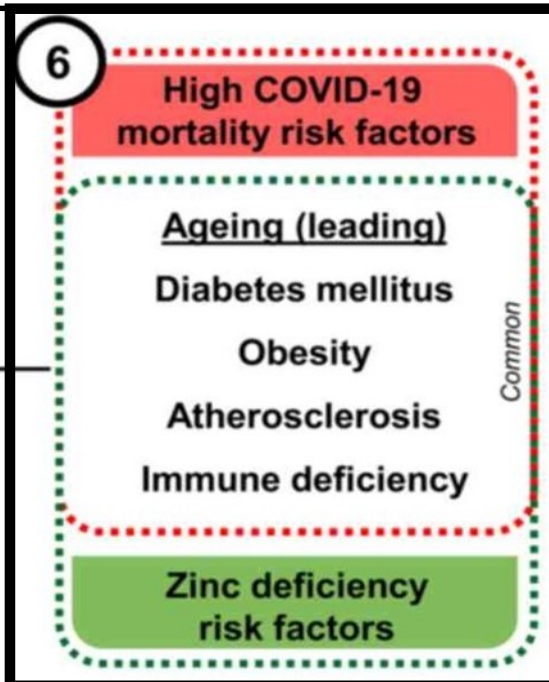 6
High COVID-19
mortality risk factors
Ageing (leading)
Diabetes mellitus
Obesity
Atherosclerosis
Immune deficiency
Common
Zinc deficiency
risk factors